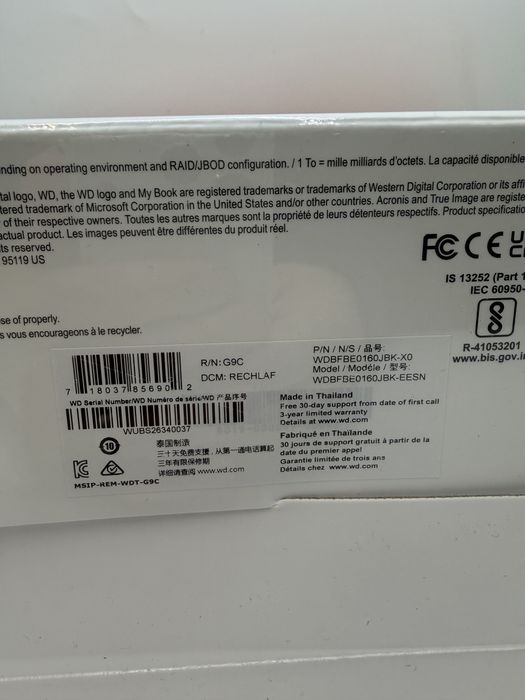 nding on operating environment and RAID/JBOD configuration. / 1 To = mille milliards d'octets. La capacité disponible
tal logo, WD, the WD logo and My Book are registered trademarks or trademarks of Western Digital Corporation or its affi
tered trademark of Microsoft Corporation in the United States and/or other countries. Acronis and True Image are registe
of their respective owners. Toutes les autres marques sont la propriété de leurs détenteurs respectifs. Product specificatio
actual product. Les images peuvent être différentes du produit réel.
ts reserved.
95119 US
FC CE
IS 13252 (Part 1
IEC 60950-
R-41053201
www.bis.gov.i
se of properly.
s vous encourageons à le recycler.
7 18037 85690 2
R/N: G9C
DCM: RECHLAF
P/N / N/S / 品号:
WDBFBE0160JBK-X0
Model / Modéle / 型号:
WDBFBE0160JBK-EESN
WD Serial Number/WD Numéro de série/WD 产品序号
WUBS26340037
10
泰国制造
三十天免费支援，从第一通电话算起
三年有限保修期
详细请查阅 www.wd.com
MSIP-REM-WDT-G9C
Made in Thailand
Free 30-day support from date of first call
3-year limited warranty
Details at www.wd.com
Fabriqué en Thaïlande
30 jours de support gratuit à partir de la
date du premier appel
Garantie limitée de trois ans
Détails chez www.wd.com